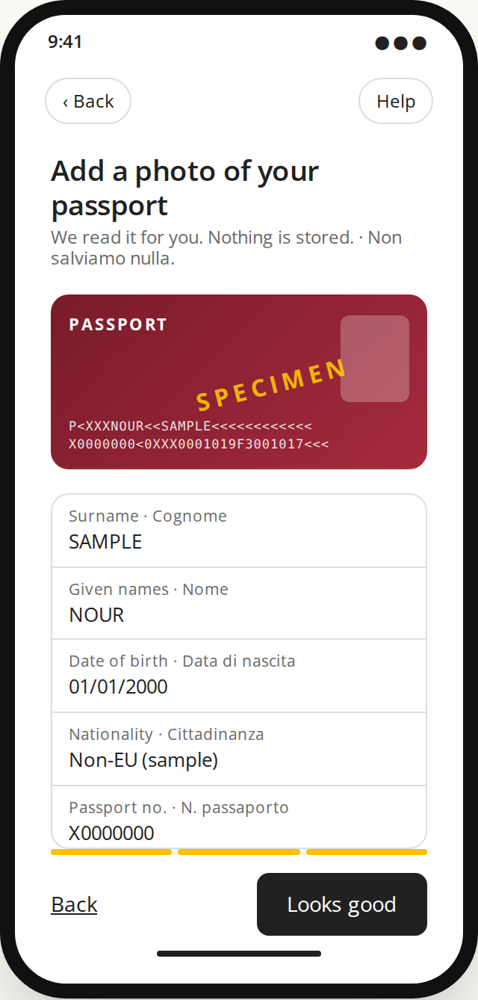 9:41
‹ Back
Help
Add a photo of your
passport
We read it for you. Nothing is stored. · Non
salviamo nulla.
PASSPORT
SPECIMEN
P<XXXNOUR<<SAMPLE<<<<<<<<<<<<
X0000000<0XXX0001019F3001017<<<
Surname · Cognome
SAMPLE
Given names · Nome
NOUR
Date of birth · Data di nascita
01/01/2000
Nationality · Cittadinanza
Non-EU (sample)
Passport no. · N. passaporto
X0000000
Back
Looks good